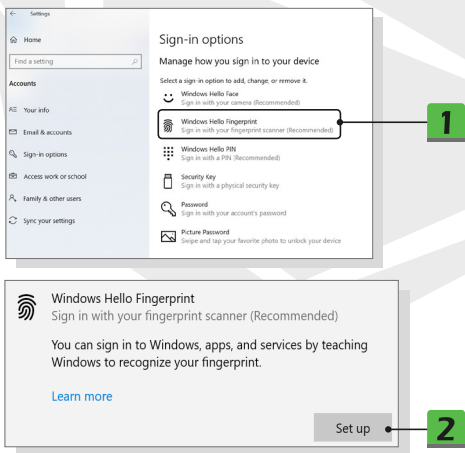 Settings
Home
Find a setting
Accounts
Your info
Email & accounts
Sign-in options
Access work or school
Family & other users
Sync your settings
Sign-in options
Manage how you sign in to your device
Select a sign-in option to add, change, or remove it.
Windows Hello Face
Sign in with your camera (Recommended)
Windows Hello Fingerprint
Sign in with your fingerprint scanner (Recommended)
1
Windows Hello PIN
Sign in with a PIN (Recommended)
Security Key
Sign in with a physical security key
Password
Sign in with your account's password
Picture Password
Swipe and tap your favorite photo to unlock your device
Windows Hello Fingerprint
Sign in with your fingerprint scanner (Recommended)
You can sign in to Windows, apps, and services by teaching
Windows to recognize your fingerprint.
Learn more
Set up
2